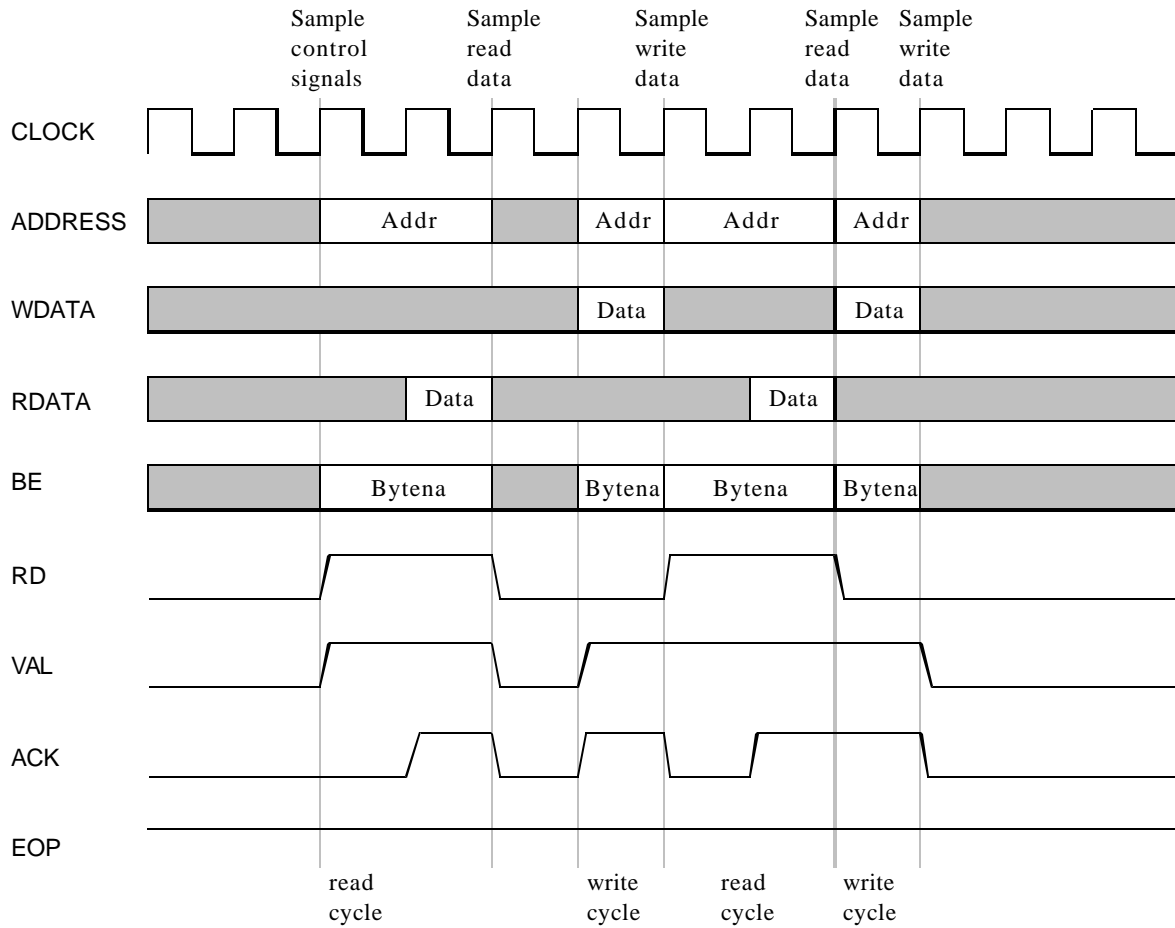 Sample Sample Sample Sample Sample
control read write read write
signals data data data data
CLOCK
ADDRESS Addr Addr Addr Addr
WDATA Data Data
RDATA Data Data
BE Bytena Bytena Bytena Bytena
RD
VAL
ACK
EOP
read write read write
cycle cycle cycle cycle